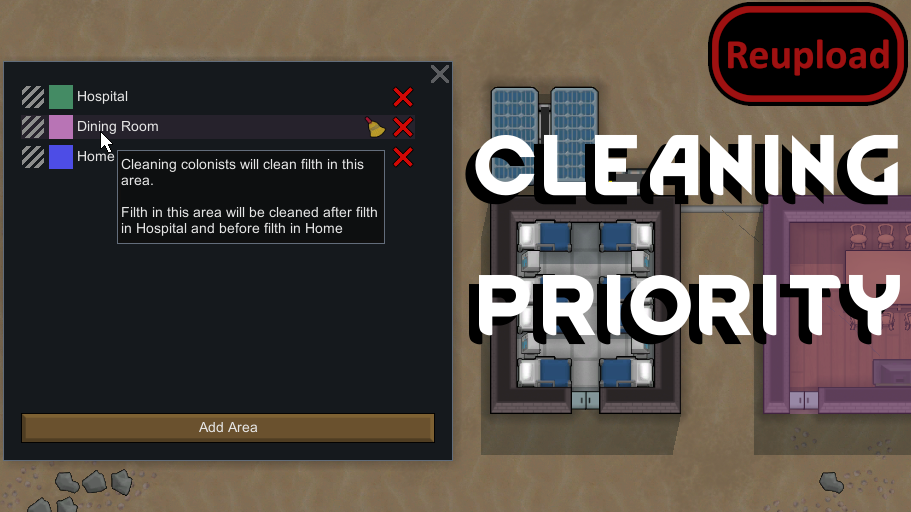 Reupload
Hospital
Dining Room
Home
Cleaning colonists will clean filth in this
area.
Filth in this area will be cleaned after filth
in Hospital and before filth in Home
Add Area
CLEANING
PRIORITY